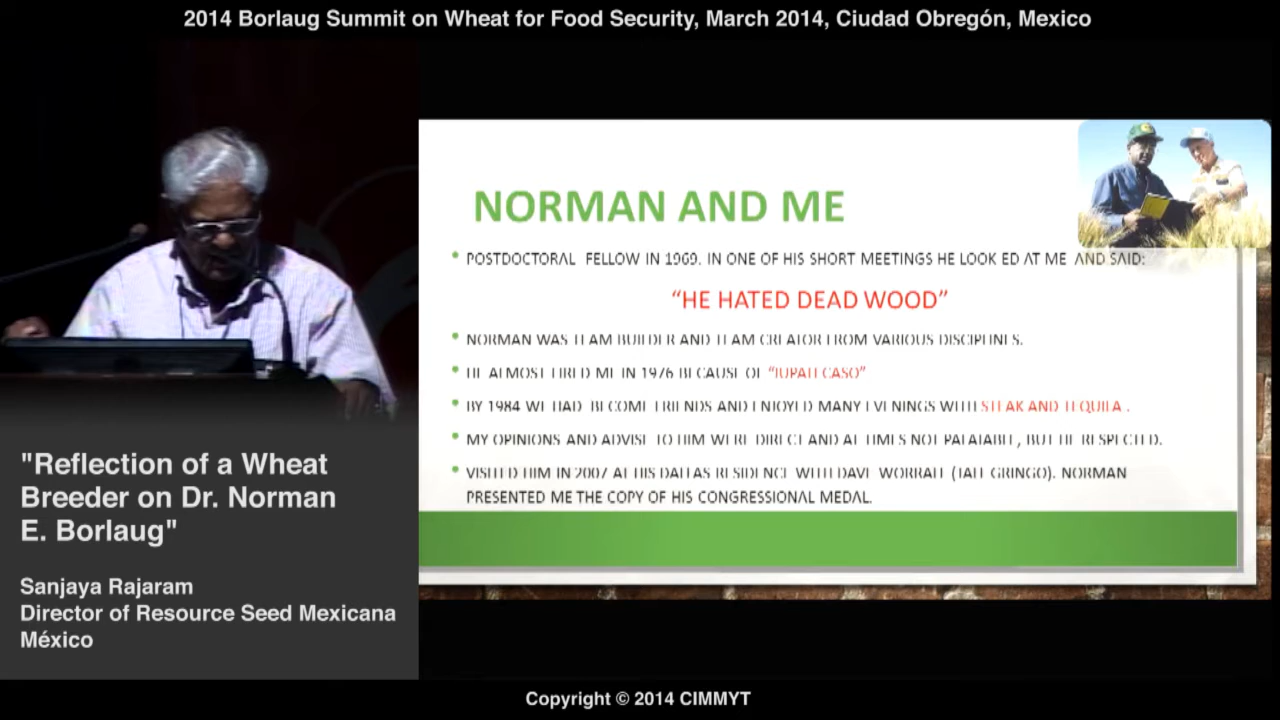 2014 Borlaug Summit on Wheat for Food Security, March 2014, Ciudad Obregón, Mexico
NORMAN AND ME
• POSTDOCTORAL FELLOW IN 1969. IN ONE OF HIS SHORT MEETINGS HE LOOK ED AT ME AND SAID:
“HE HATED DEAD WOOD”
• NORMAN WAS TEAM BUILDER AND TEAM CREATOR FROM VARIOUS DISCIPLINES.
• HE ALMOST FIRED ME IN 1976 BECAUSE OF
• BY 1984 WE HAD BECOME FRIENDS AND ENJOYED MANY EVENINGS WITH STEAK AND TEQUILA .
• MY OPINIONS AND ADVISE TO HIM WERE DIRECT AND AT TIMES NOT PALATABLE, BUT HE RESPECTED.
• VISITED HIM IN 2007 AT HIS DALLAS RESIDENCE WITH DAVE WORRALL (TALL GRINGO). NORMAN
PRESENTED ME THE COPY OF HIS CONGRESSIONAL MEDAL.
"Reflection of a Wheat
Breeder on Dr. Norman
E. Borlaug"
Sanjaya Rajaram
Director of Resource Seed Mexicana
México
Copyright © 2014 CIMMYT